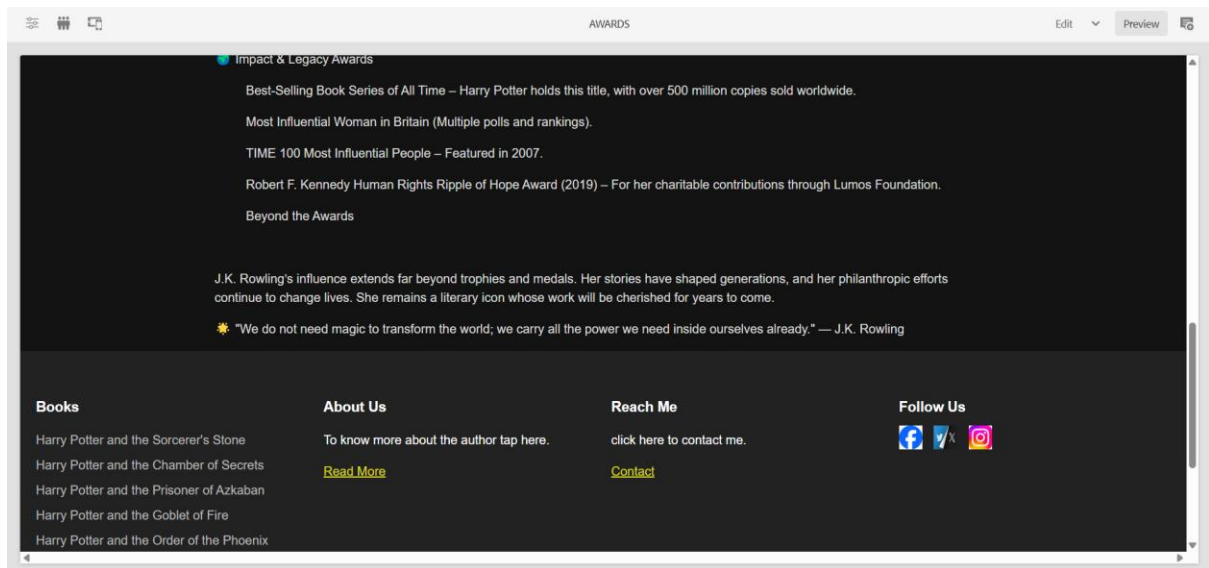 AWARDS
Edit
Preview
Impact & Legacy Awards
Best-Selling Book Series of All Time – Harry Potter holds this title, with over 500 million copies sold worldwide.
Most Influential Woman in Britain (Multiple polls and rankings).
TIME 100 Most Influential People – Featured in 2007.
Robert F. Kennedy Human Rights Ripple of Hope Award (2019) – For her charitable contributions through Lumos Foundation.
Beyond the Awards
J.K. Rowling's influence extends far beyond trophies and medals. Her stories have shaped generations, and her philanthropic efforts
continue to change lives. She remains a literary icon whose work will be cherished for years to come.
"We do not need magic to transform the world; we carry all the power we need inside ourselves already." — J.K. Rowling
Books
Harry Potter and the Sorcerer's Stone
Harry Potter and the Chamber of Secrets
Harry Potter and the Prisoner of Azkaban
Harry Potter and the Goblet of Fire
Harry Potter and the Order of the Phoenix
About Us
To know more about the author tap here.
Read More
Reach Me
click here to contact me.
Contact
Follow Us